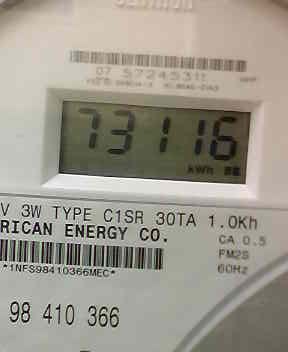 07 57245311
73116
kWh
V 3W TYPE C1SR 30TA 1.0Kh
RICAN ENERGY CO.
CA 0.5
FM2S
*1NFS98410366MEC*
60Hz
98 410 366